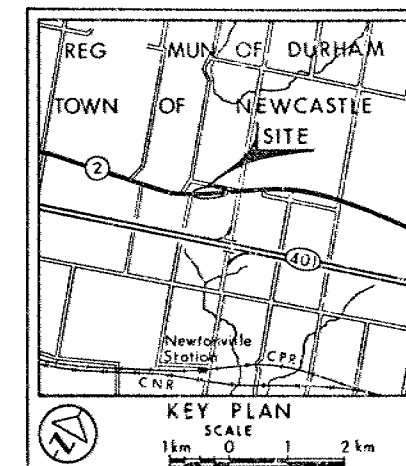 REG MUN OF DURHAM
TOWN OF NEWCASTLE
SITE
2
401
Newtonville
Station
CPR
CNR
KEY PLAN
SCALE
1km 0 1 2 km
N